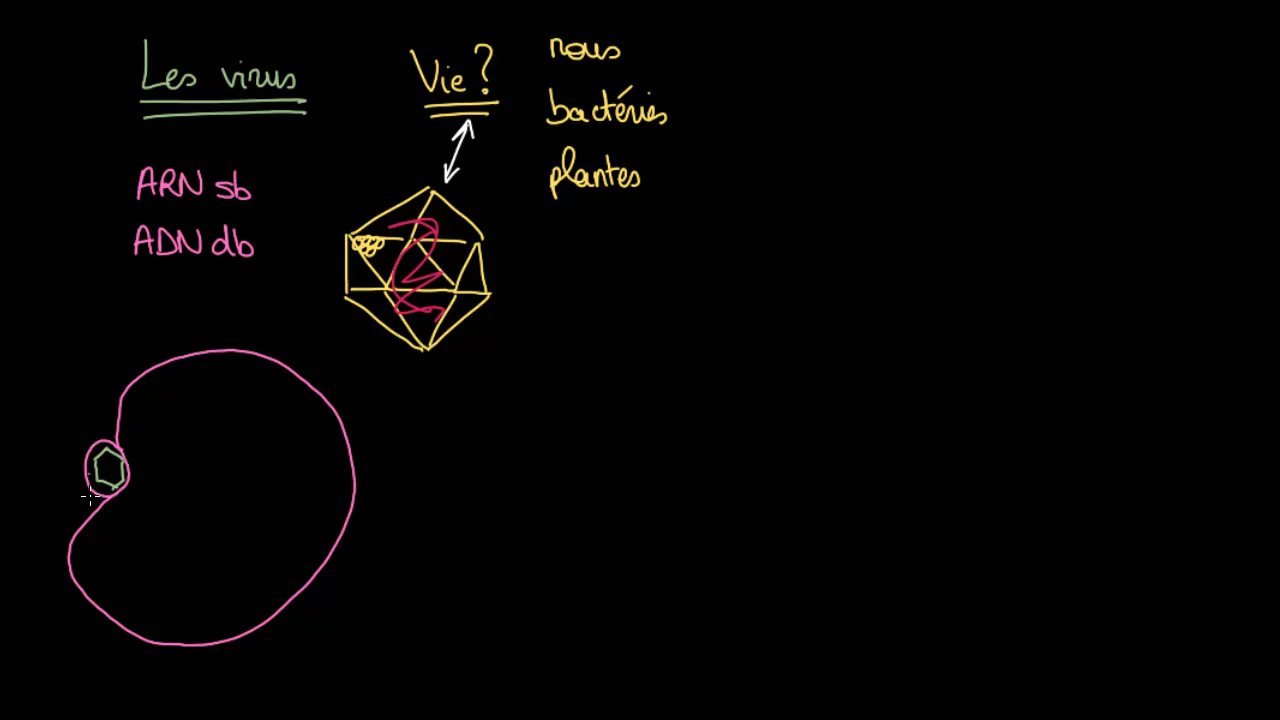 Les virus
Vie?
nous
bactéries
plantes
ARN sb
ADN db